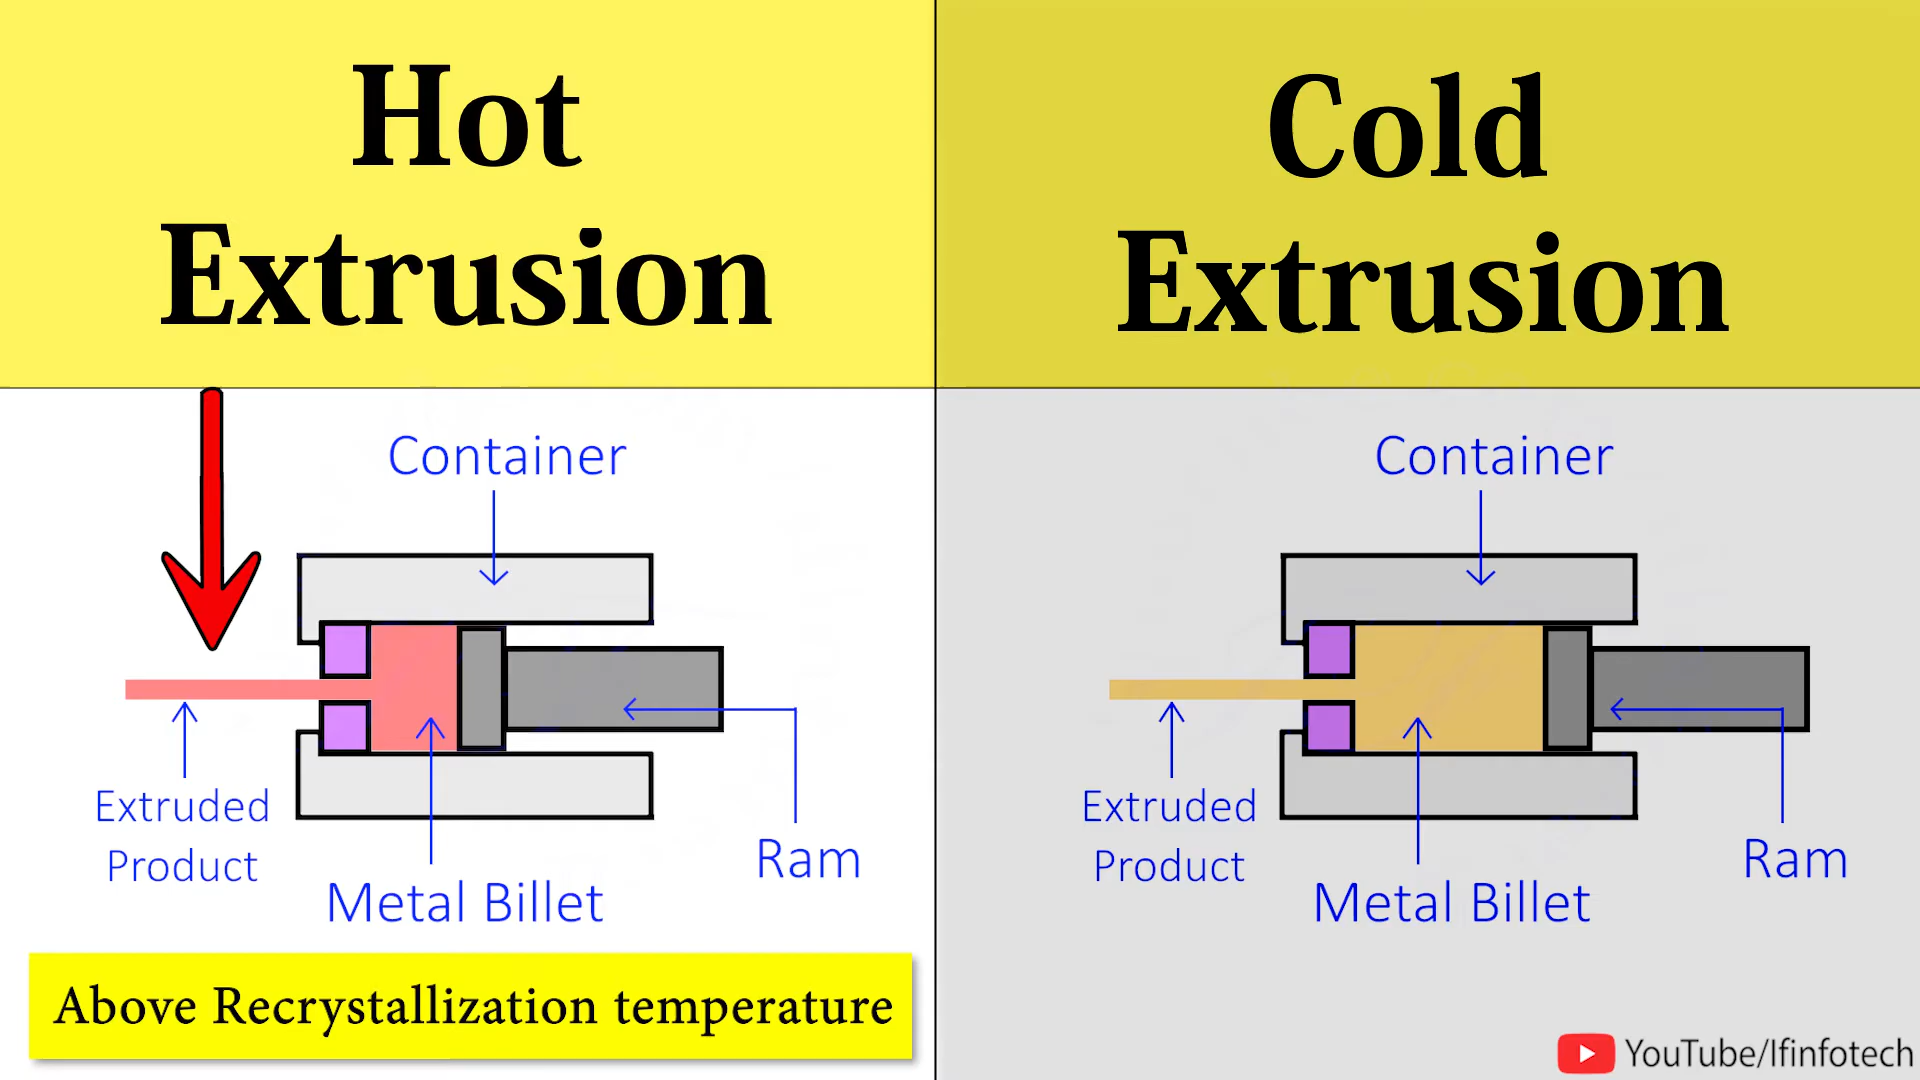 Hot
Extrusion
Cold
Extrusion
Container
Extruded
Product
Metal Billet
Ram
Above Recrystallization temperature
Container
Extruded
Product
Metal Billet
Ram
YouTube/lfinfotech